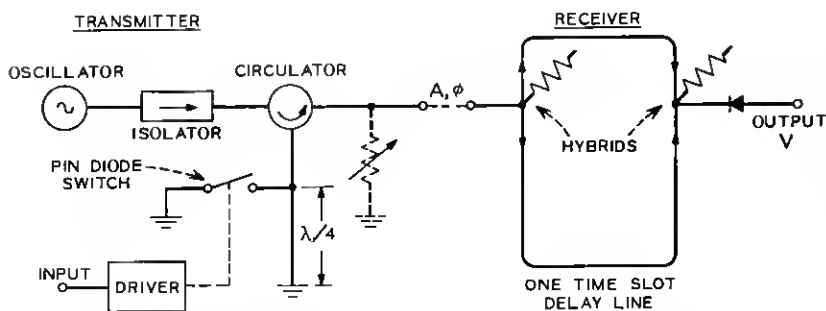 TRANSMITTER
RECEIVER
OSCILLATOR
CIRCULATOR
A, ϕ
ISOLATOR
HYBRIDS
OUTPUT
V
PIN DIODE
SWITCH
λ/4
INPUT
DRIVER
ONE TIME SLOT
DELAY LINE